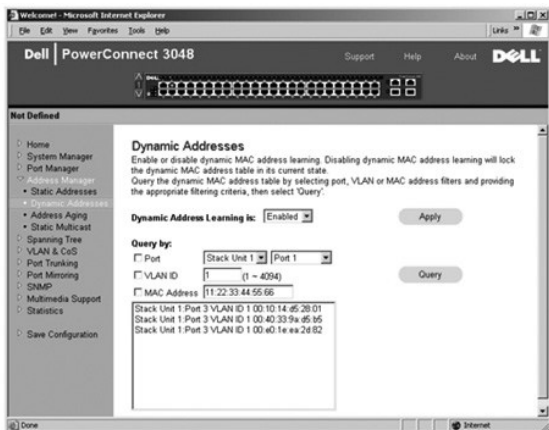 Welcome! - Microsoft Internet Explorer
File Edit View Favorites Tools Help
Links »
Dell | PowerConnect 3048
Support Help About
DELL
Not Defined
Home
System Manager
Port Manager
Address Manager
Static Addresses
Dynamic Addresses
Address Aging
Static Multicast
Spanning Tree
VLAN & CoS
Port Trunking
Port Mirroring
SNMP
Multimedia Support
Statistics
Save Configuration
Dynamic Addresses
Enable or disable dynamic MAC address learning. Disabling dynamic MAC address learning will lock
the dynamic MAC address table in its current state.
Query the dynamic MAC address table by selecting port, VLAN or MAC address filters and providing
the appropriate filtering criteria, then select 'Query'.
Dynamic Address Learning is: Enabled Apply
Query by:
Port Stack Unit 1 Port 1
VLAN ID 1 (1 ~ 4094) Query
MAC Address 11:22:33:44:55:66
Stack Unit 1:Port 3 VLAN ID 1 00:10:14:d5:28:01
Stack Unit 1:Port 3 VLAN ID 1 00:40:33:9a:d5:b5
Stack Unit 1:Port 3 VLAN ID 1 00:e0:1e:ea:2d:82
Done
Internet